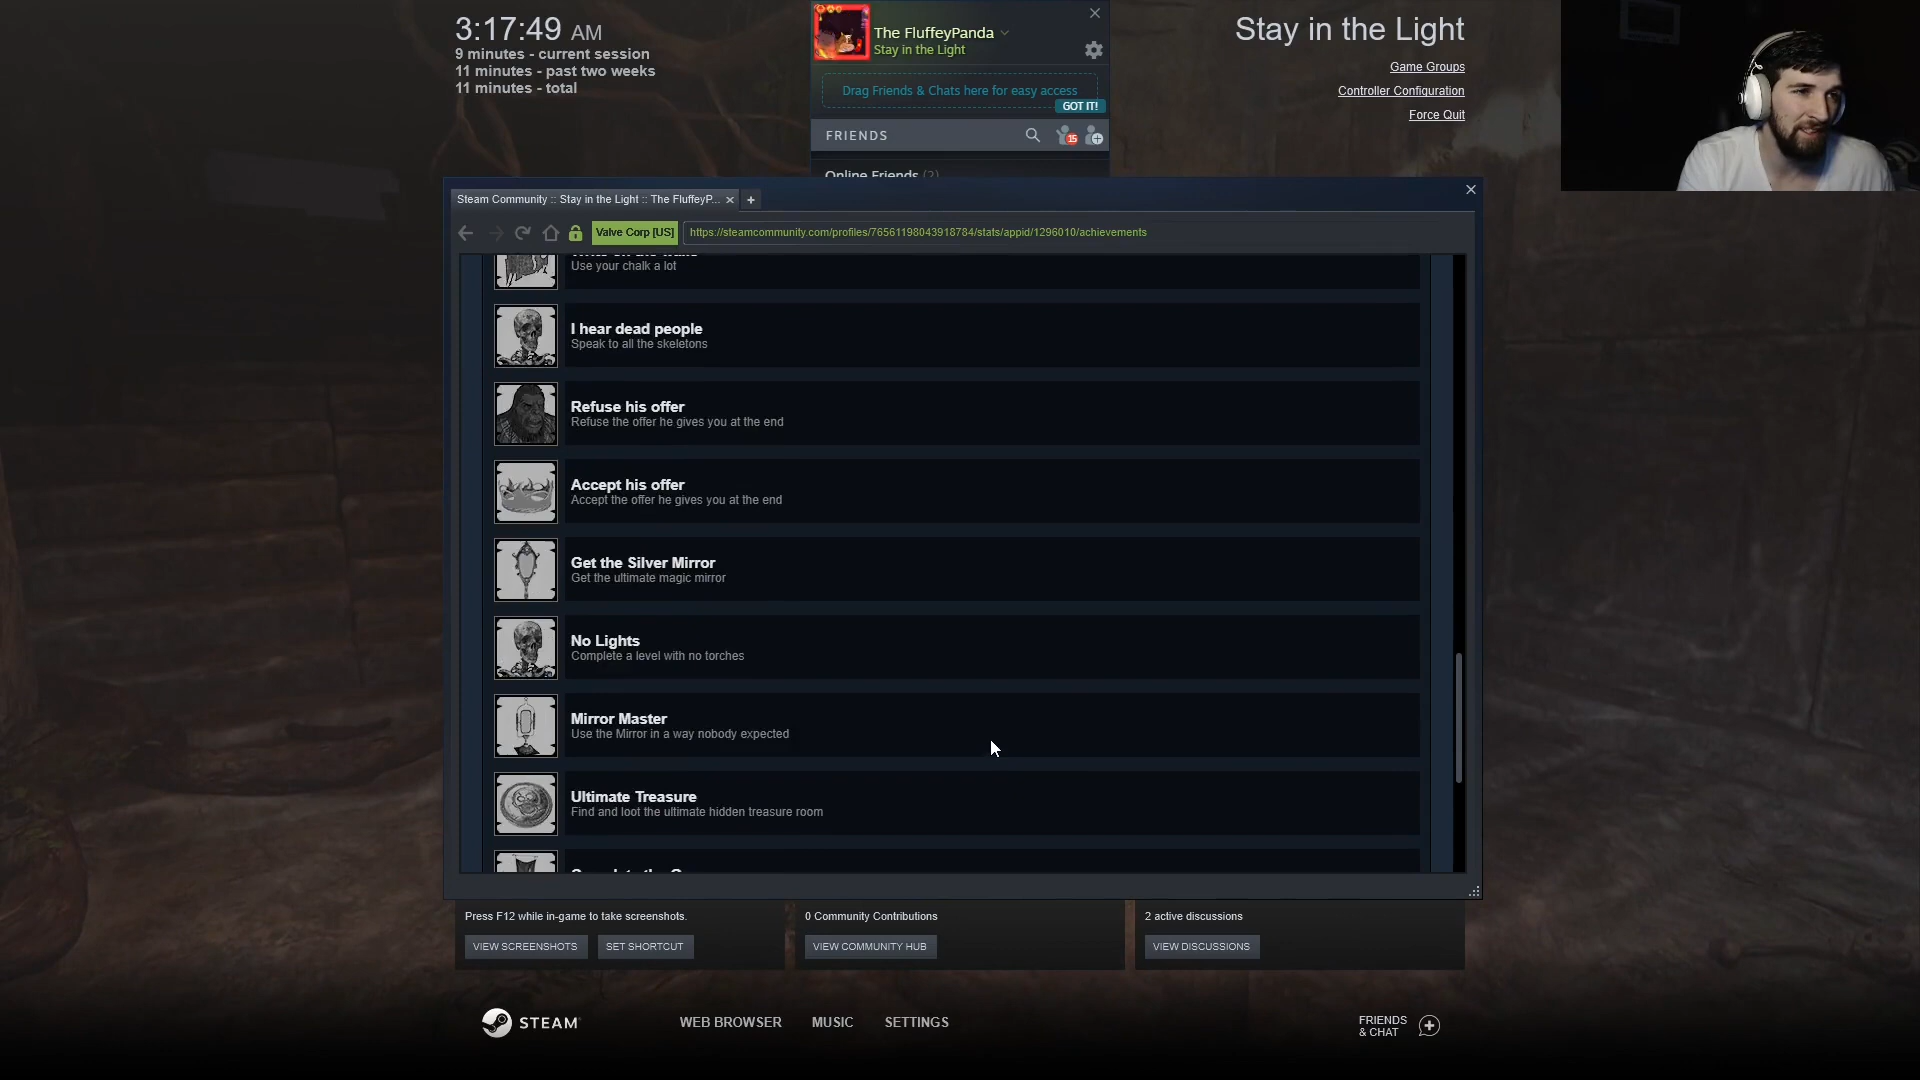 3:17:49 AM
9 minutes - current session
11 minutes - past two weeks
11 minutes - total
The FluffeyPanda
Stay in the Light
Drag Friends & Chats here for easy access
GOT IT!
FRIENDS
15
Online Friends (2)
Stay in the Light
Game Groups
Controller Configuration
Force Quit
Steam Community :: Stay in the Light :: The FluffeyP...
Valve Corp [US]
https://steamcommunity.com/profiles/76561198043918784/stats/appid/1296010/achievements
Use your chalk a lot
I hear dead people
Speak to all the skeletons
Refuse his offer
Refuse the offer he gives you at the end
Accept his offer
Accept the offer he gives you at the end
Get the Silver Mirror
Get the ultimate magic mirror
No Lights
Complete a level with no torches
Mirror Master
Use the Mirror in a way nobody expected
Ultimate Treasure
Find and loot the ultimate hidden treasure room
Press F12 while in-game to take screenshots.
VIEW SCREENSHOTS
SET SHORTCUT
0 Community Contributions
VIEW COMMUNITY HUB
2 active discussions
VIEW DISCUSSIONS
STEAM
WEB BROWSER
MUSIC
SETTINGS
FRIENDS
& CHAT